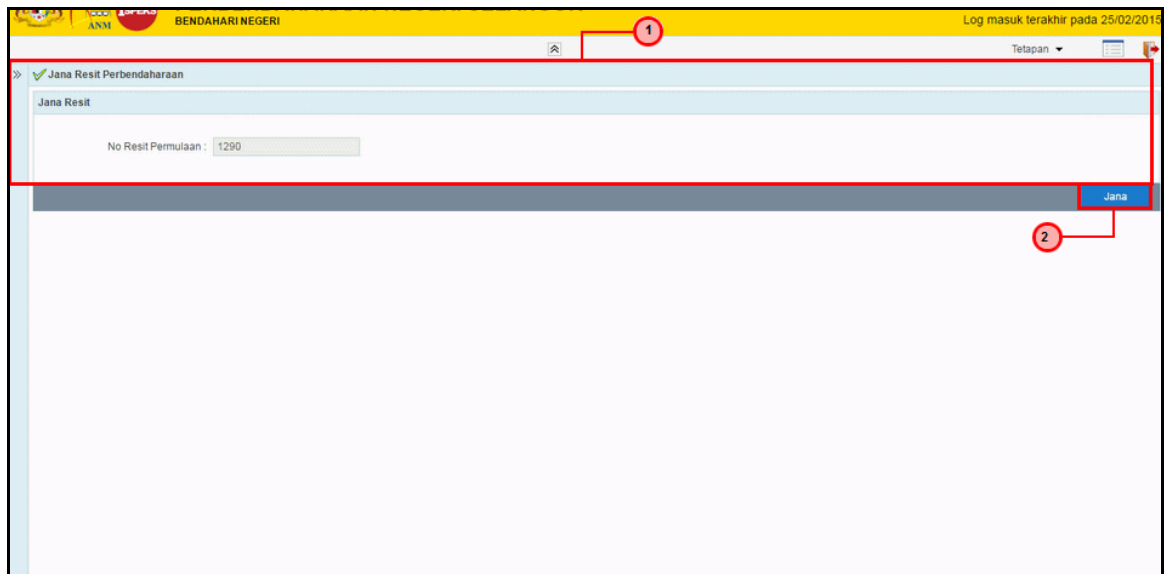 ANM
BENDAHARI NEGERI
Log masuk terakhir pada 25/02/2015
1
Tetapan
Jana Resit Perbendaharaan
Jana Resit
No Resit Permulaan : 1290
Jana
2